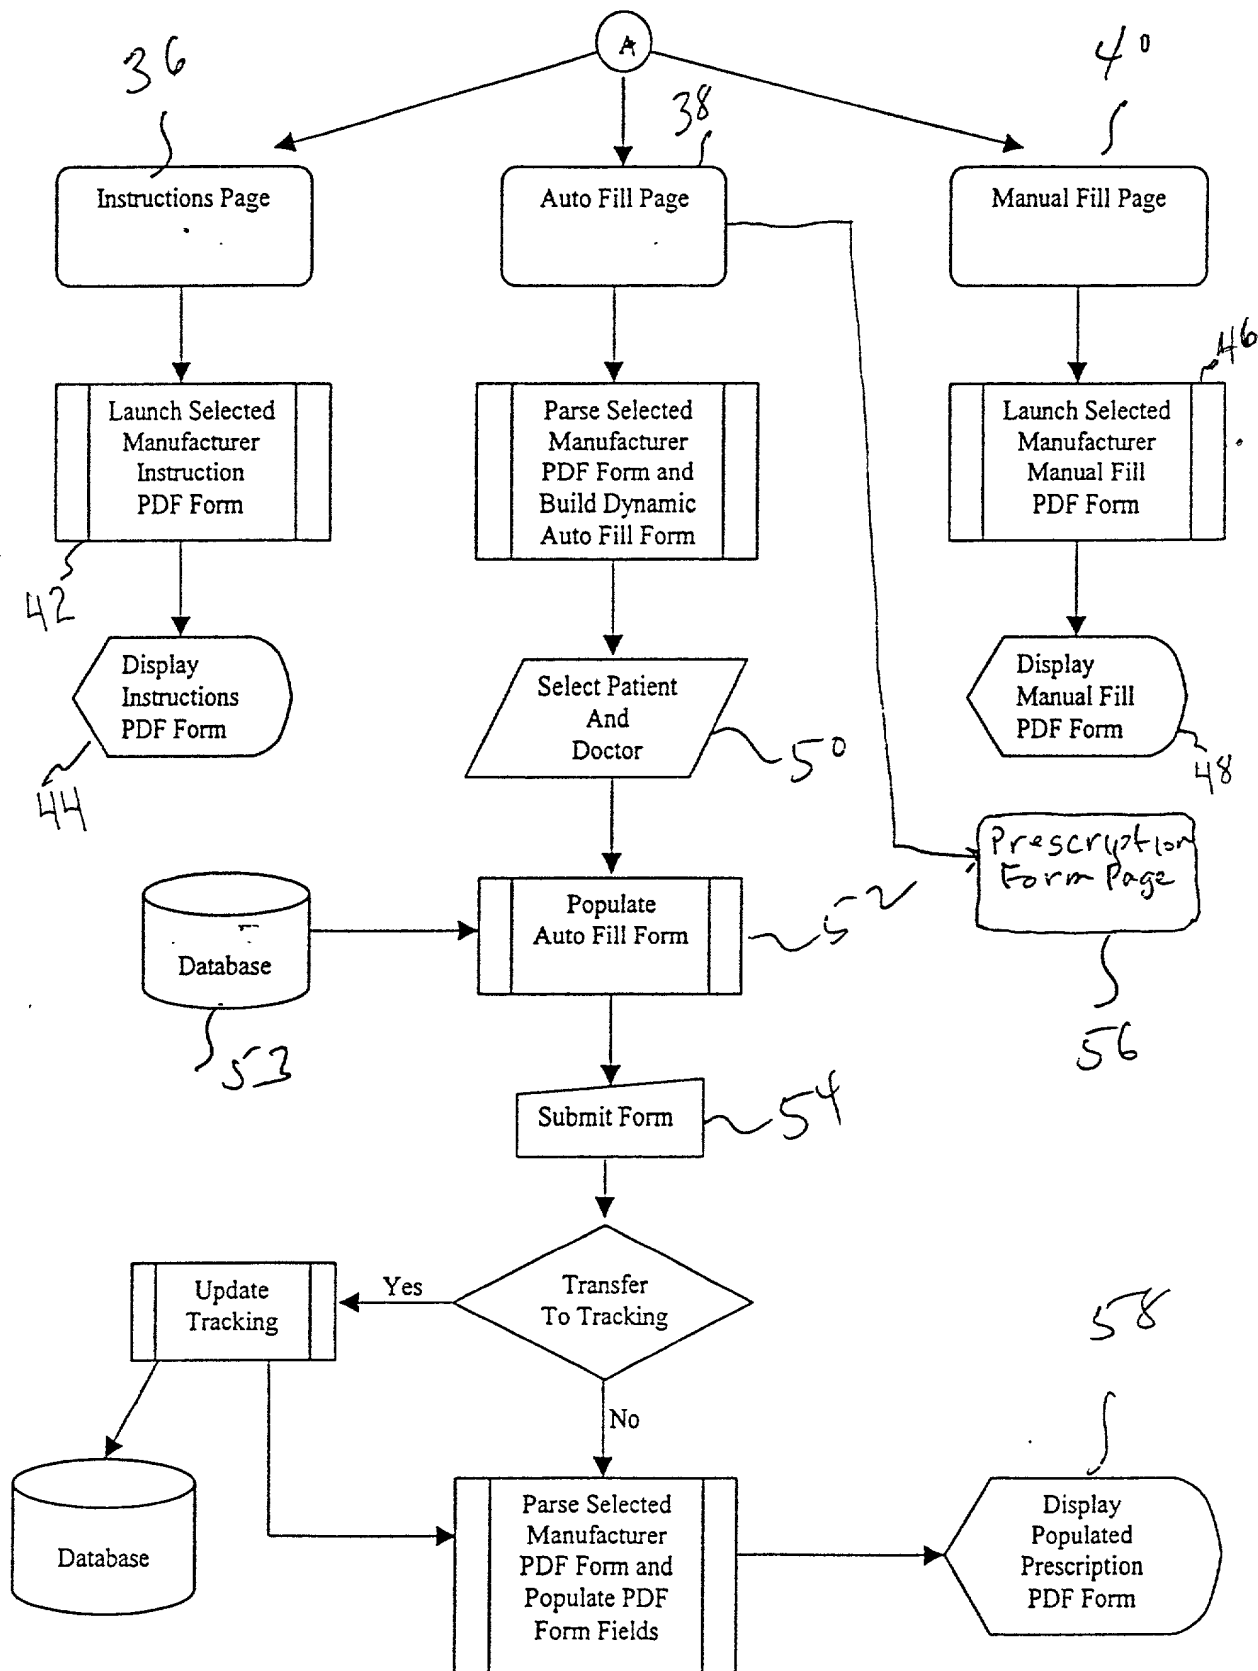 A
36
38
40
Instructions Page
Auto Fill Page
Manual Fill Page
46
Launch Selected
Manufacturer
Instruction
PDF Form
Parse Selected
Manufacturer
PDF Form and
Build Dynamic
Auto Fill Form
Launch Selected
Manufacturer
Manual Fill
PDF Form
42
Display
Instructions
PDF Form
Select Patient
And
Doctor
Display
Manual Fill
PDF Form
44
50
48
Prescription
Form Page
Database
Populate
Auto Fill Form
52
53
56
Submit Form
54
Update
Tracking
Yes
Transfer
To Tracking
58
No
Database
Parse Selected
Manufacturer
PDF Form and
Populate PDF
Form Fields
Display
Populated
Prescription
PDF Form